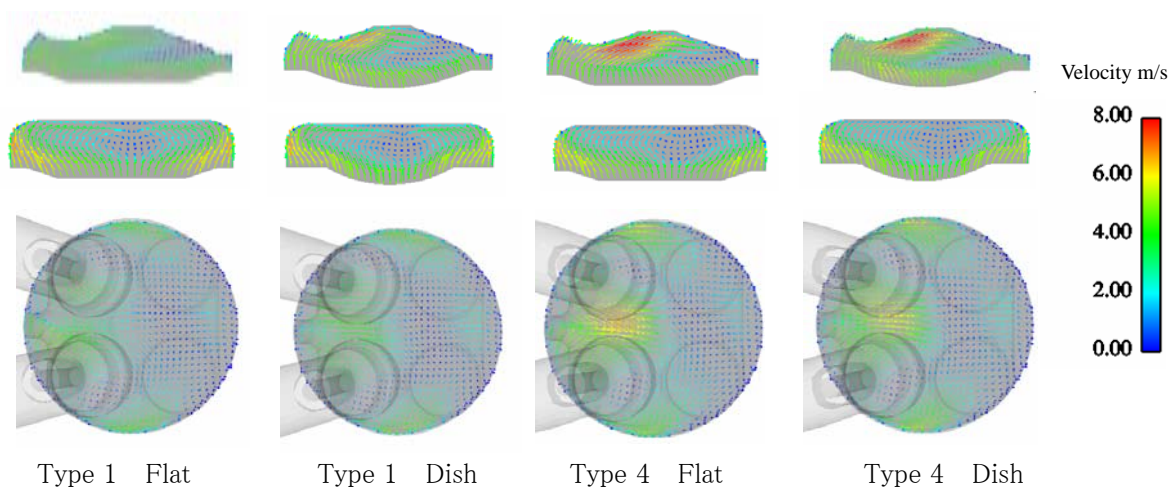 Velocity m/s
8.00
6.00
4.00
2.00
0.00
Type 1 Flat
Type 1 Dish
Type 4 Flat
Type 4 Dish